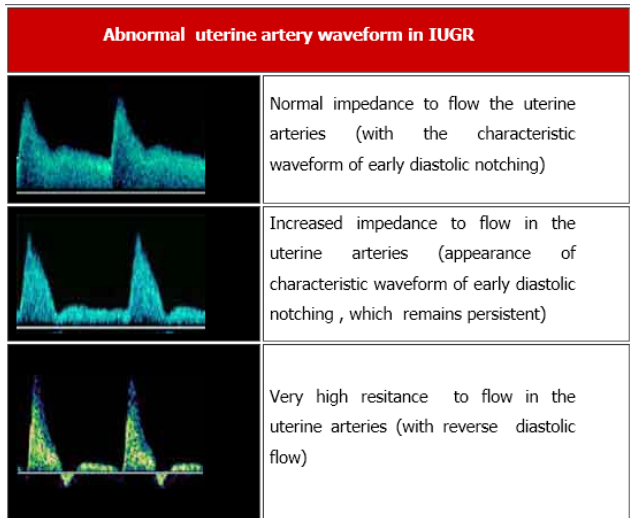 Abnormal uterine artery waveform in IUGR
Normal impedance to flow the uterine
arteries (with the characteristic
waveform of early diastolic notching)
Increased impedance to flow in the
uterine arteries (appearance of
characteristic waveform of early diastolic
notching , which remains persistent)
Very high resitance to flow in the
uterine arteries (with reverse diastolic
flow)